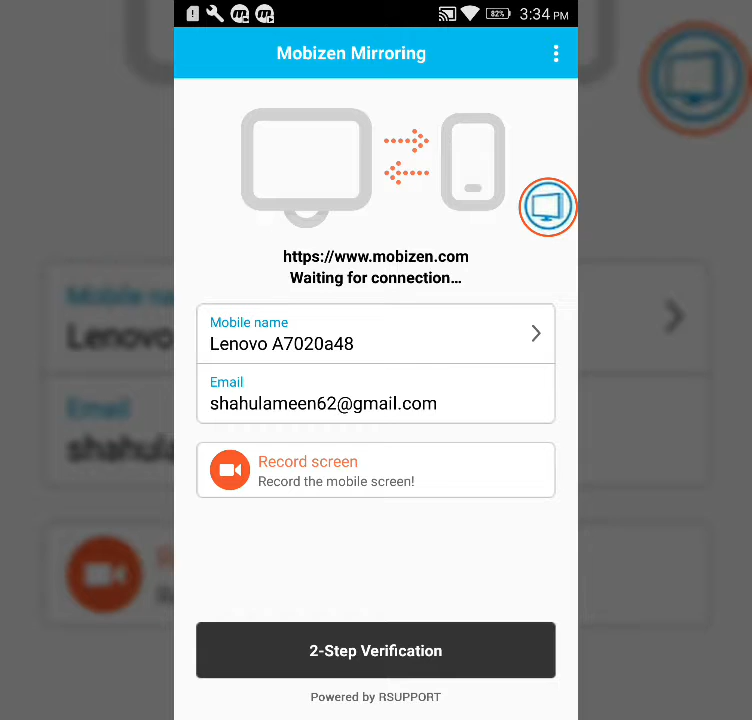 82%
3:34 PM
Mobizen Mirroring
https://www.mobizen.com
Waiting for connection...
Mobile name
Lenovo A7020a48
Email
shahulameen62@gmail.com
Record screen
Record the mobile screen!
2-Step Verification
Powered by RSUPPORT